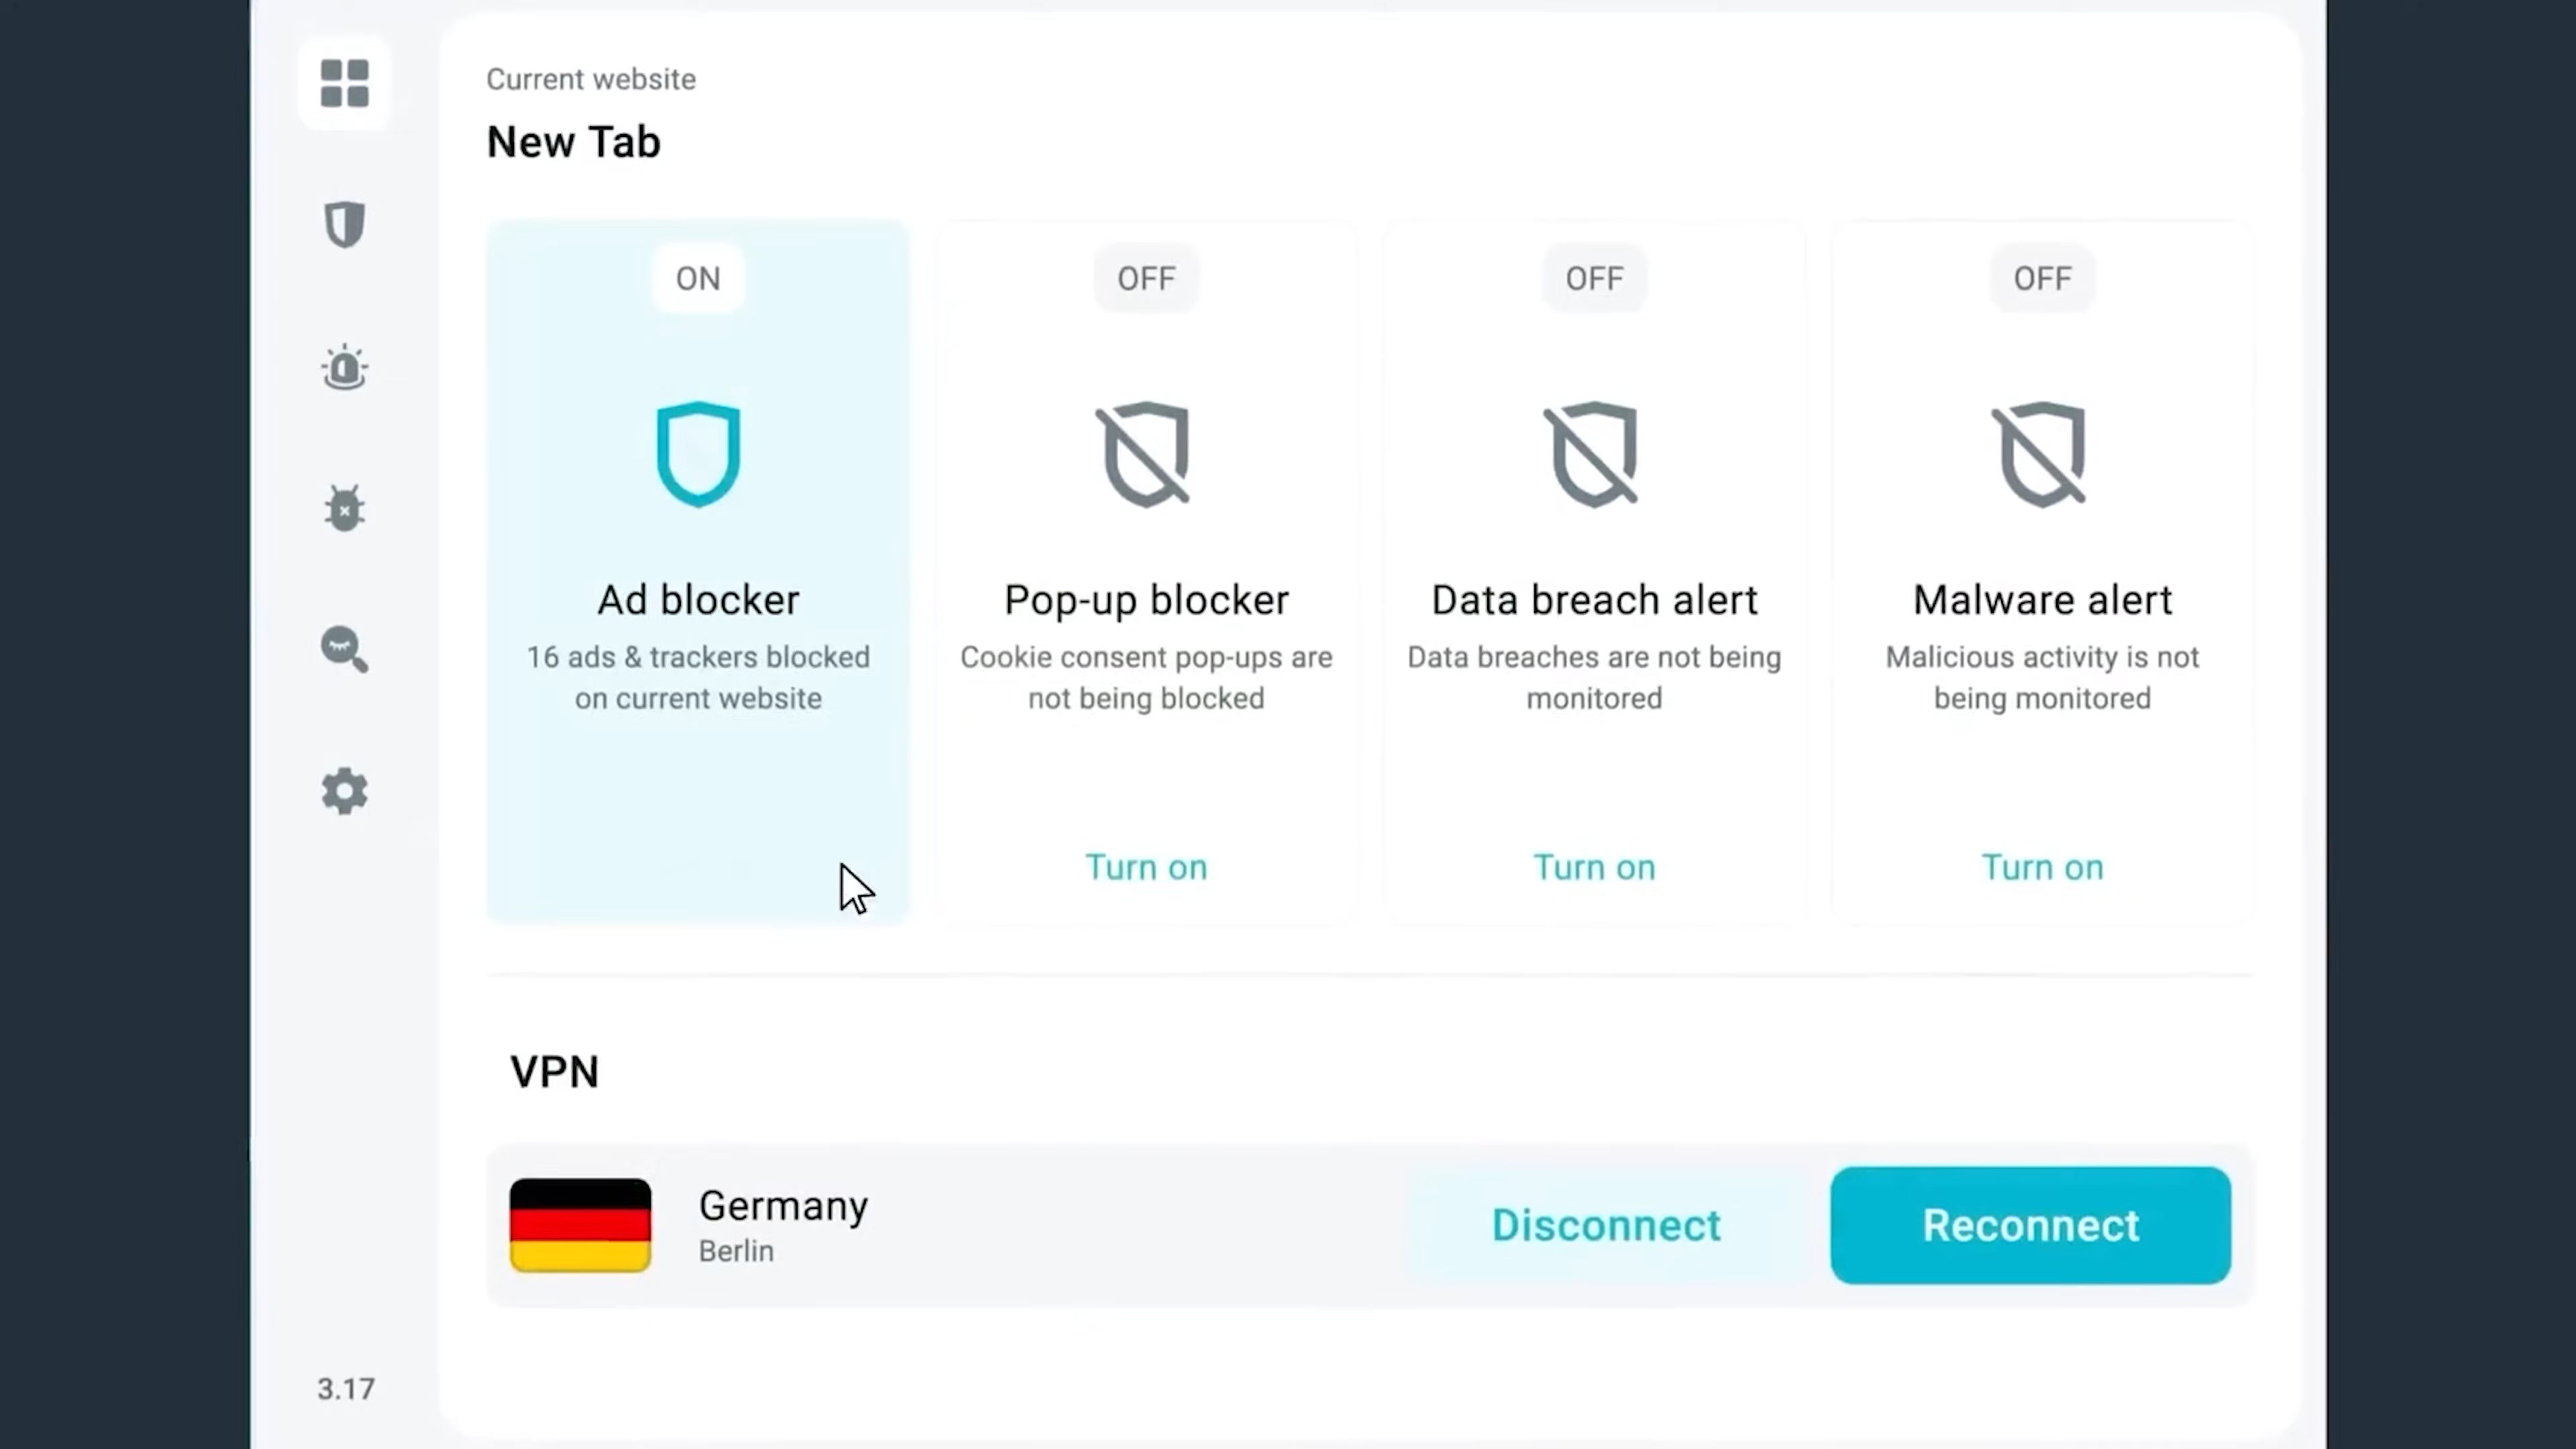 Current website
New Tab
ON
OFF
OFF
OFF
Ad blocker
16 ads & trackers blocked
on current website
Pop-up blocker
Cookie consent pop-ups are
not being blocked
Turn on
Data breach alert
Data breaches are not being
monitored
Turn on
Malware alert
Malicious activity is not
being monitored
Turn on
VPN
Germany
Berlin
Disconnect
Reconnect
3.17